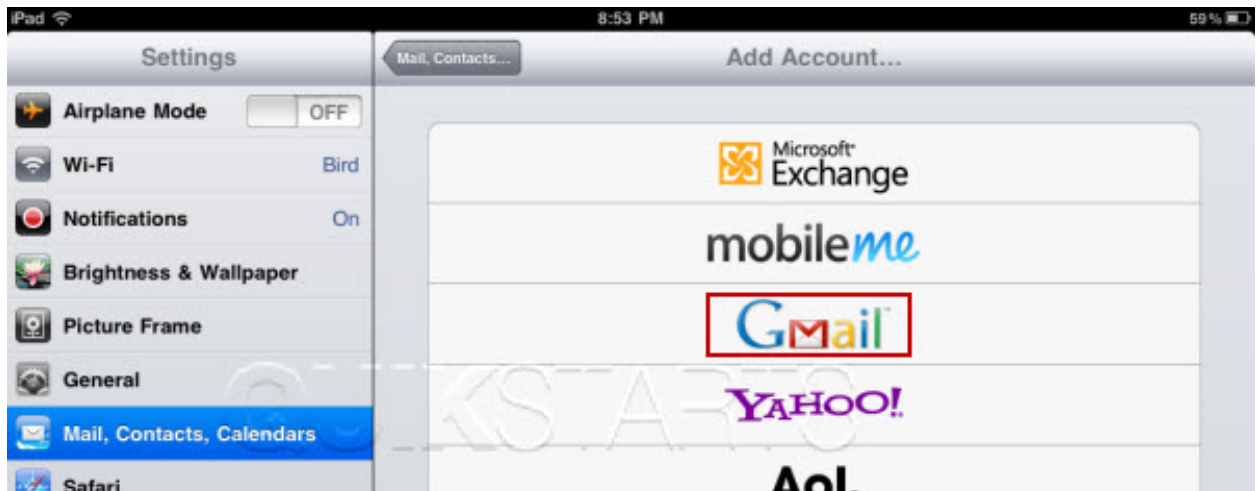 iPad 8:53 PM 59%
Settings
Mail, Contacts... Add Account...
Airplane Mode OFF
Wi-Fi Bird
Notifications On
Brightness & Wallpaper
Picture Frame
General
Mail, Contacts, Calendars
Safari
Microsoft
Exchange
mobileme
Gmail
YAHOO!
Aol.